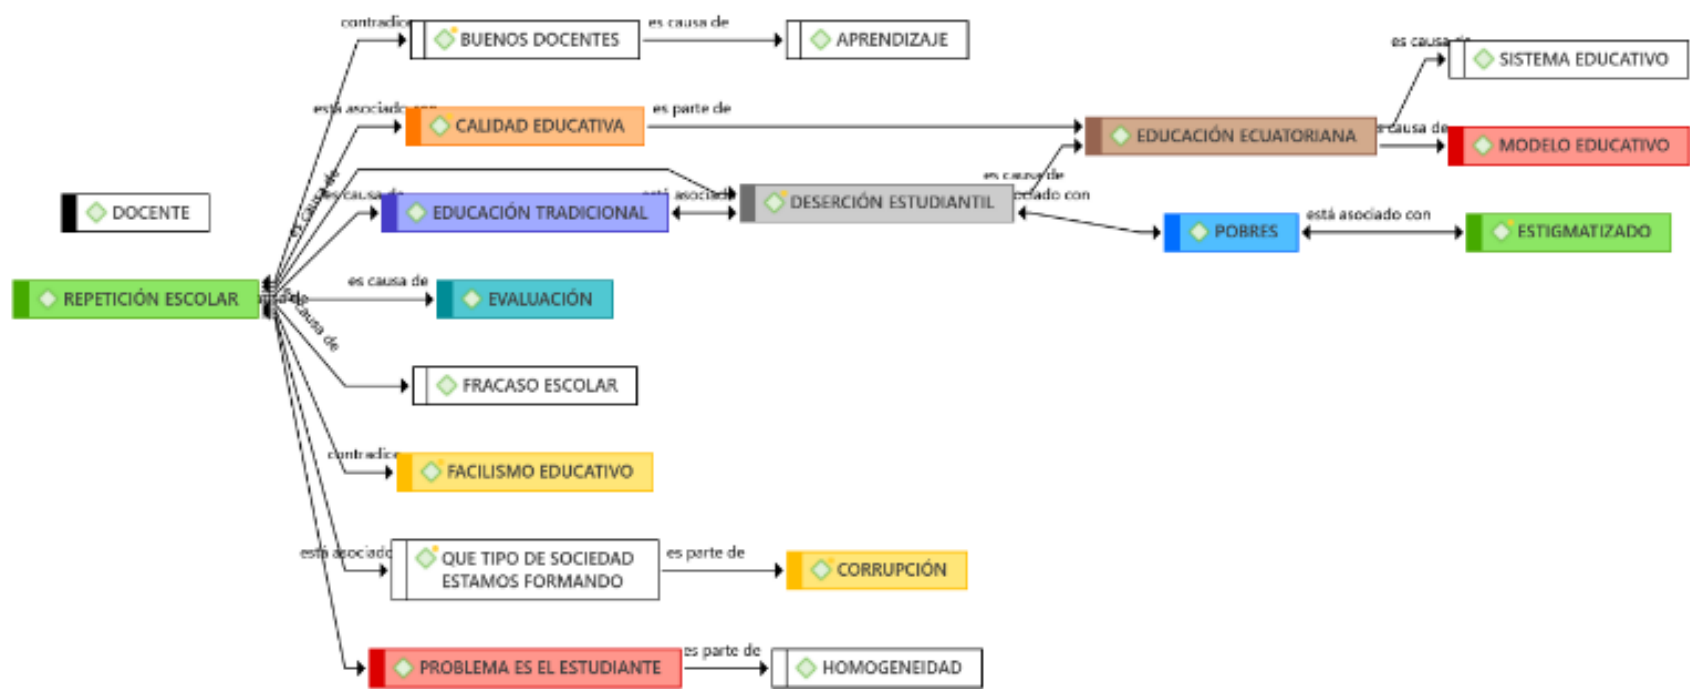 contradice
BUENOS DOCENTES
es causa de
APRENDIZAJE
es causa de
SISTEMA EDUCATIVO
está asociado con
CALIDAD EDUCATIVA
es parte de
EDUCACIÓN ECUATORIANA
es causa de
MODELO EDUCATIVO
es causa de
DOCENTE
es causa de
EDUCACIÓN TRADICIONAL
está asociado
DESERCIÓN ESTUDIANTIL
es causa de
ociado con
POBRES
está asociado con
ESTIGMATIZADO
REPETICIÓN ESCOLAR
es causa de
EVALUACIÓN
causa de
FRACASO ESCOLAR
contradice
FACILISMO EDUCATIVO
está asociado
QUE TIPO DE SOCIEDAD
ESTAMOS FORMANDO
es parte de
CORRUPCIÓN
PROBLEMA ES EL ESTUDIANTE
es parte de
HOMOGENEIDAD